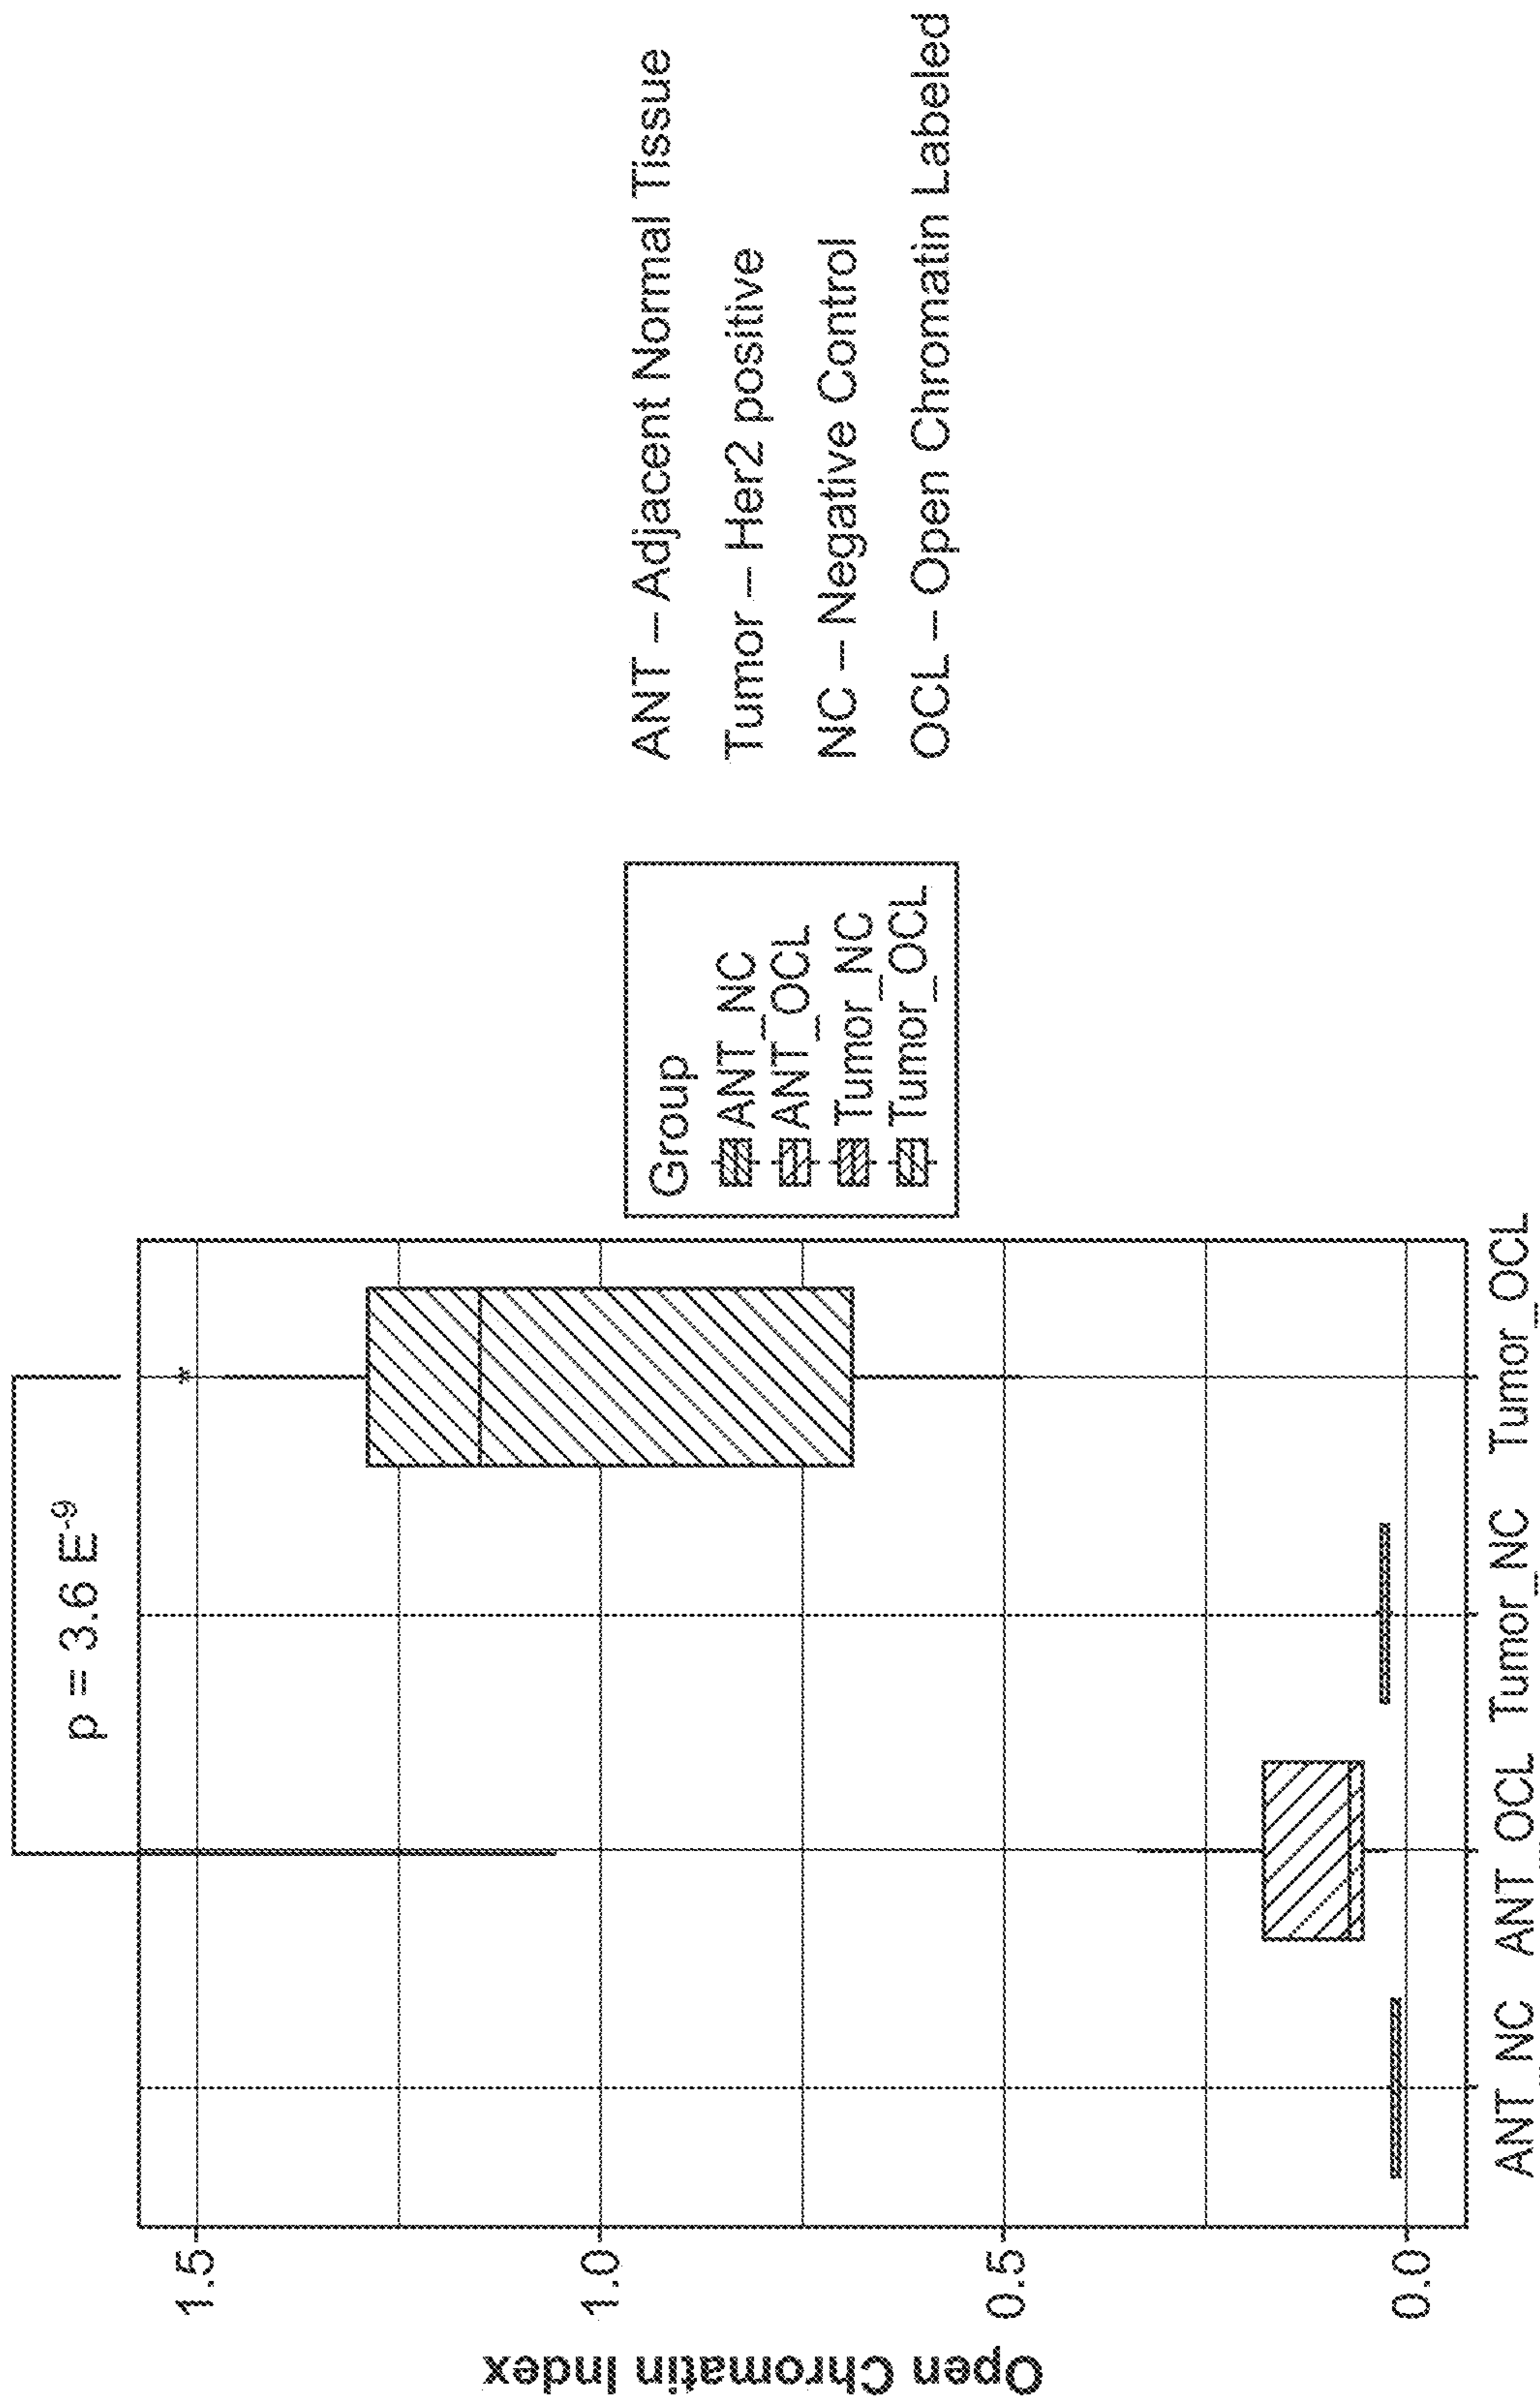 p = 3.6 E-9
Open Chromatin Index
1.5
1.0
0.5
0.0
ANT_NC ANT_OCL Tumor_NC Tumor_OCL
Group
ANT_NC
ANT_OCL
Tumor_NC
Tumor_OCL
ANT – Adjacent Normal Tissue
Tumor – Her2 positive
NC – Negative Control
OCL – Open Chromatin Labeled